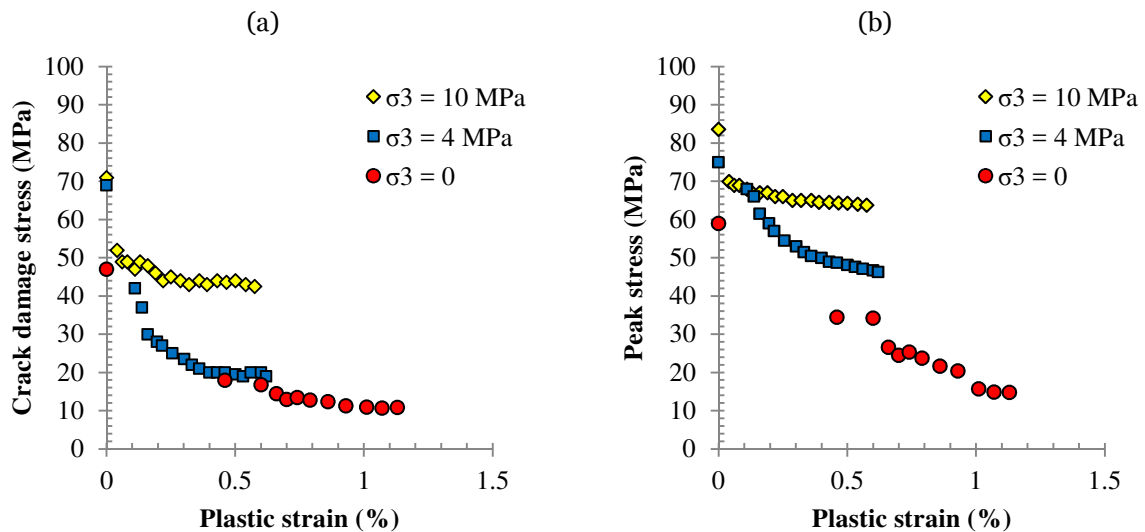 (a)
100
90
80
70
60
50
40
30
20
10
0
Crack damage stress (MPa)
σ3 = 10 MPa
σ3 = 4 MPa
σ3 = 0
0 0.5 1 1.5
Plastic strain (%)
(b)
100
90
80
70
60
50
40
30
20
10
0
Peak stress (MPa)
σ3 = 10 MPa
σ3 = 4 MPa
σ3 = 0
0 0.5 1 1.5
Plastic strain (%)